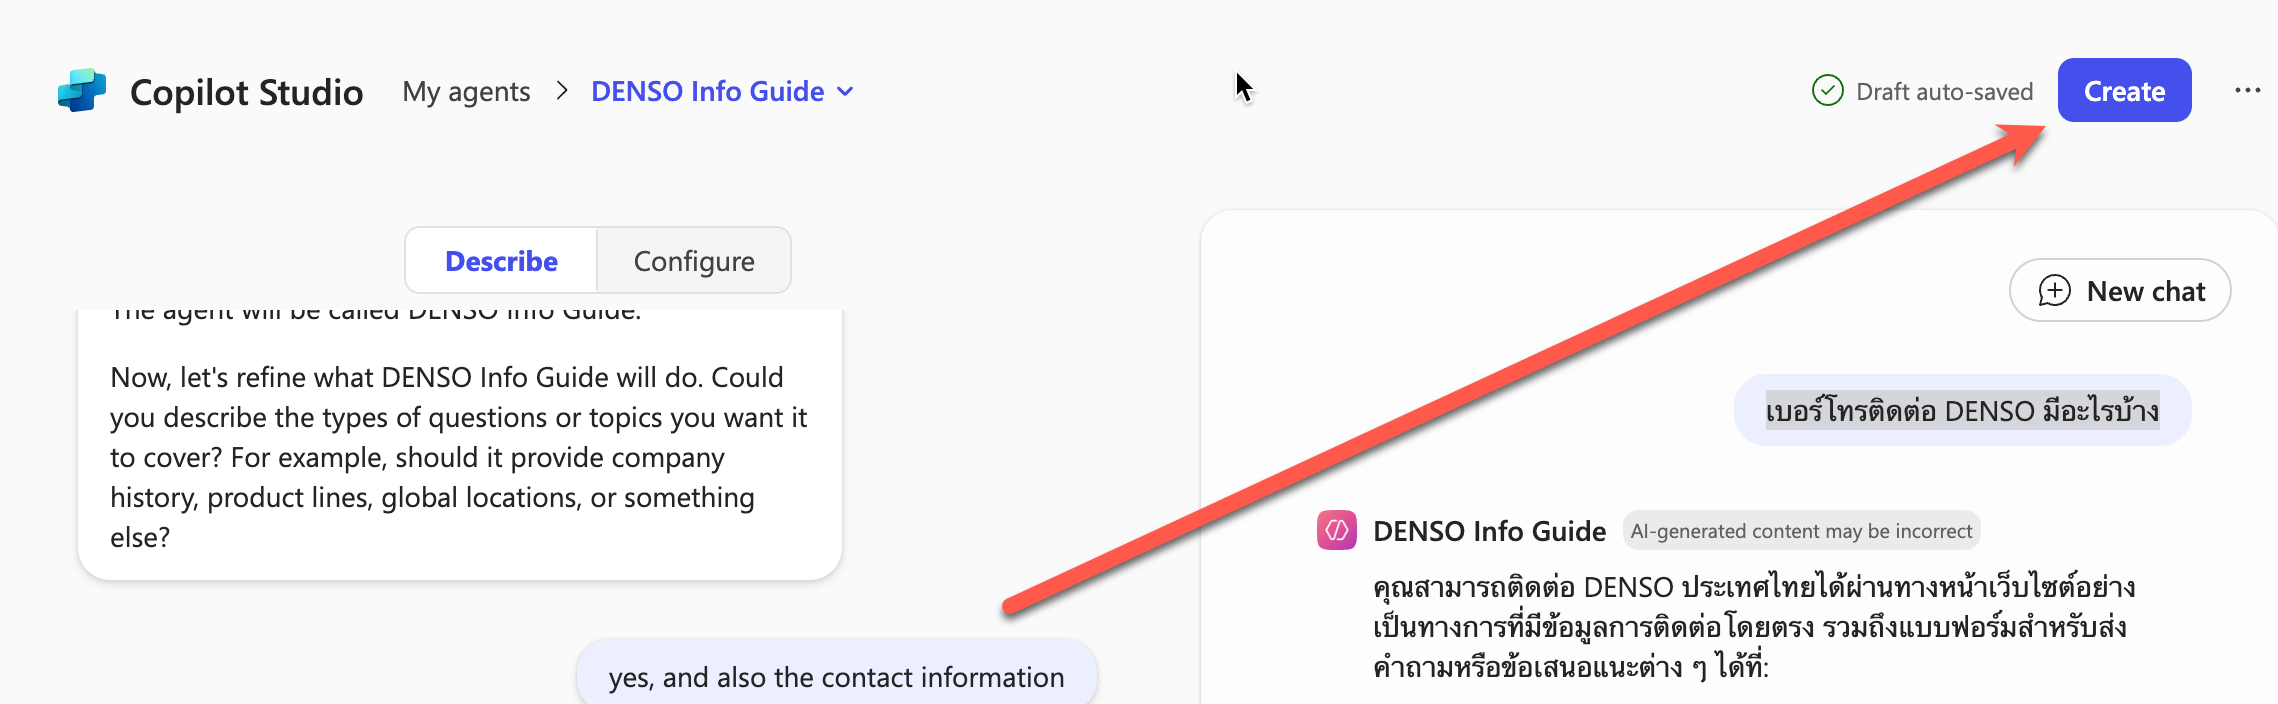 Copilot Studio My agents > DENSO Info Guide
Draft auto-saved Create ...
Describe Configure
The agent will be called DENSO Info Guide.
Now, let's refine what DENSO Info Guide will do. Could
you describe the types of questions or topics you want it
to cover? For example, should it provide company
history, product lines, global locations, or something
else?
yes, and also the contact information
New chat
เบอร์โทรติดต่อ DENSO มีอะไรบ้าง
DENSO Info Guide AI-generated content may be incorrect
คุณสามารถติดต่อ DENSO ประเทศไทยได้ผ่านทางหน้าเว็บไซต์อย่าง
เป็นทางการที่มีข้อมูลการติดต่อโดยตรง รวมถึงแบบฟอร์มสำหรับส่ง
คำถามหรือข้อเสนอแนะต่าง ๆ ได้ที่: